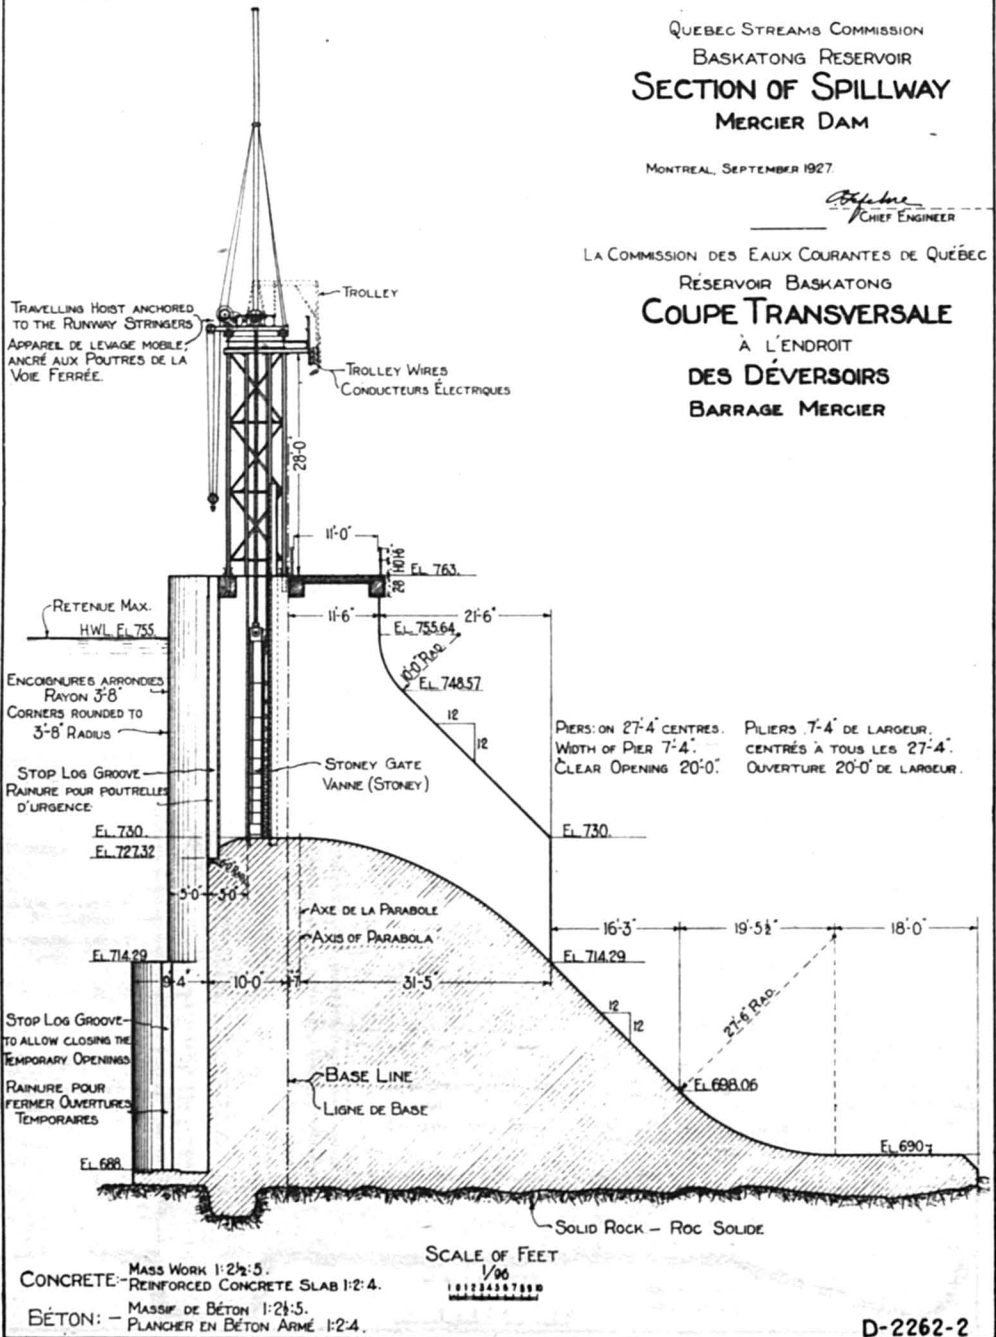 QUEBEC STREAMS COMMISSION
BASKATONG RESERVOIR
SECTION OF SPILLWAY
MERCIER DAM
MONTREAL, SEPTEMBER 1927.
CHIEF ENGINEER
LA COMMISSION DES EAUX COURANTES DE QUÉBEC
RÉSERVOIR BASKATONG
COUPE TRANSVERSALE
À L'ENDROIT
DES DÉVERSOIRS
BARRAGE MERCIER
TROLLEY
TRAVELLING HOIST ANCHORED
TO THE RUNWAY STRINGERS
APPAREIL DE LEVAGE MOBILE,
ANCRÉ AUX POUTRES DE LA
VOIE FERRÉE.
TROLLEY WIRES
CONDUCTEURS ÉLECTRIQUES
28'-0"
11'-0"
EL. 763.
RETENUE MAX.
H.W.L. EL. 755.
11'-6"
21'-6"
EL. 755.64
10'-0" RAD.
EL. 748.57
ENCOIGNURES ARRONDIES
RAYON 3'-8"
CORNERS ROUNDED TO
3'-8" RADIUS
12
12
PIERS: ON 27'-4" CENTRES.
WIDTH OF PIER 7'-4".
CLEAR OPENING 20'-0".
PILIERS 7'-4" DE LARGEUR.
CENTRÉS À TOUS LES 27'-4".
OUVERTURE 20'-0" DE LARGEUR.
STOP LOG GROOVE
RAINURE POUR POUTRELLES
D'URGENCE
STONEY GATE
VANNE (STONEY)
EL. 730.
EL. 727.32
EL. 730.
5'-0"
5'-0"
AXE DE LA PARABOLE
AXIS OF PARABOLA
16'-3"
19'-5½"
18'-0"
EL. 714.29
EL. 714.29
9'-4"
10'-0"
31'-5"
12
12
27'-6" RAD.
STOP LOG GROOVE
TO ALLOW CLOSING THE
TEMPORARY OPENINGS
RAINURE POUR
FERMER OUVERTURES
TEMPORAIRES
BASE LINE
LIGNE DE BASE
EL. 698.06
EL. 688.
EL. 690
SOLID ROCK – ROC SOLIDE
SCALE OF FEET
1/96
CONCRETE:- MASS WORK 1:2½:5.
REINFORCED CONCRETE SLAB 1:2:4.
BÉTON: – MASSIF DE BÉTON 1:2½:5.
PLANCHER EN BÉTON ARMÉ 1:2:4.
D-2262-2